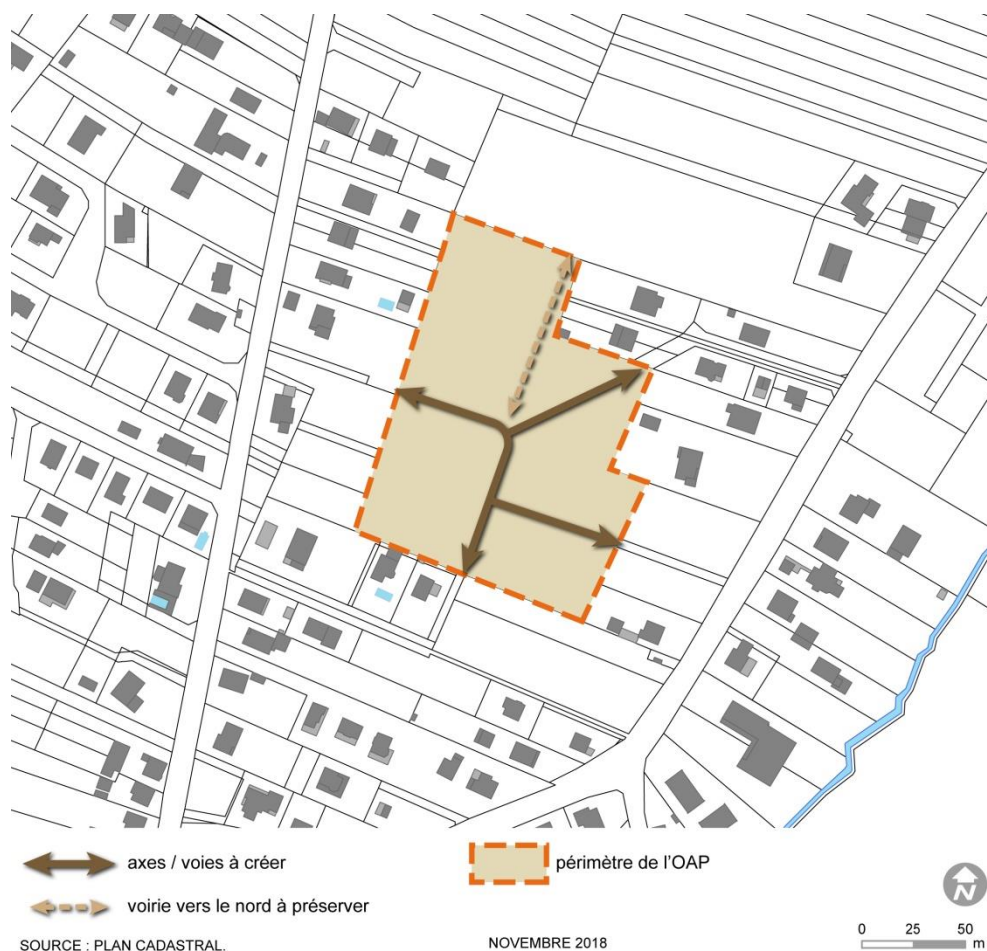 axes / voies à créer
périmètre de l'OAP
voirie vers le nord à préserver
N
SOURCE : PLAN CADASTRAL.
NOVEMBRE 2018
0 25 50
m